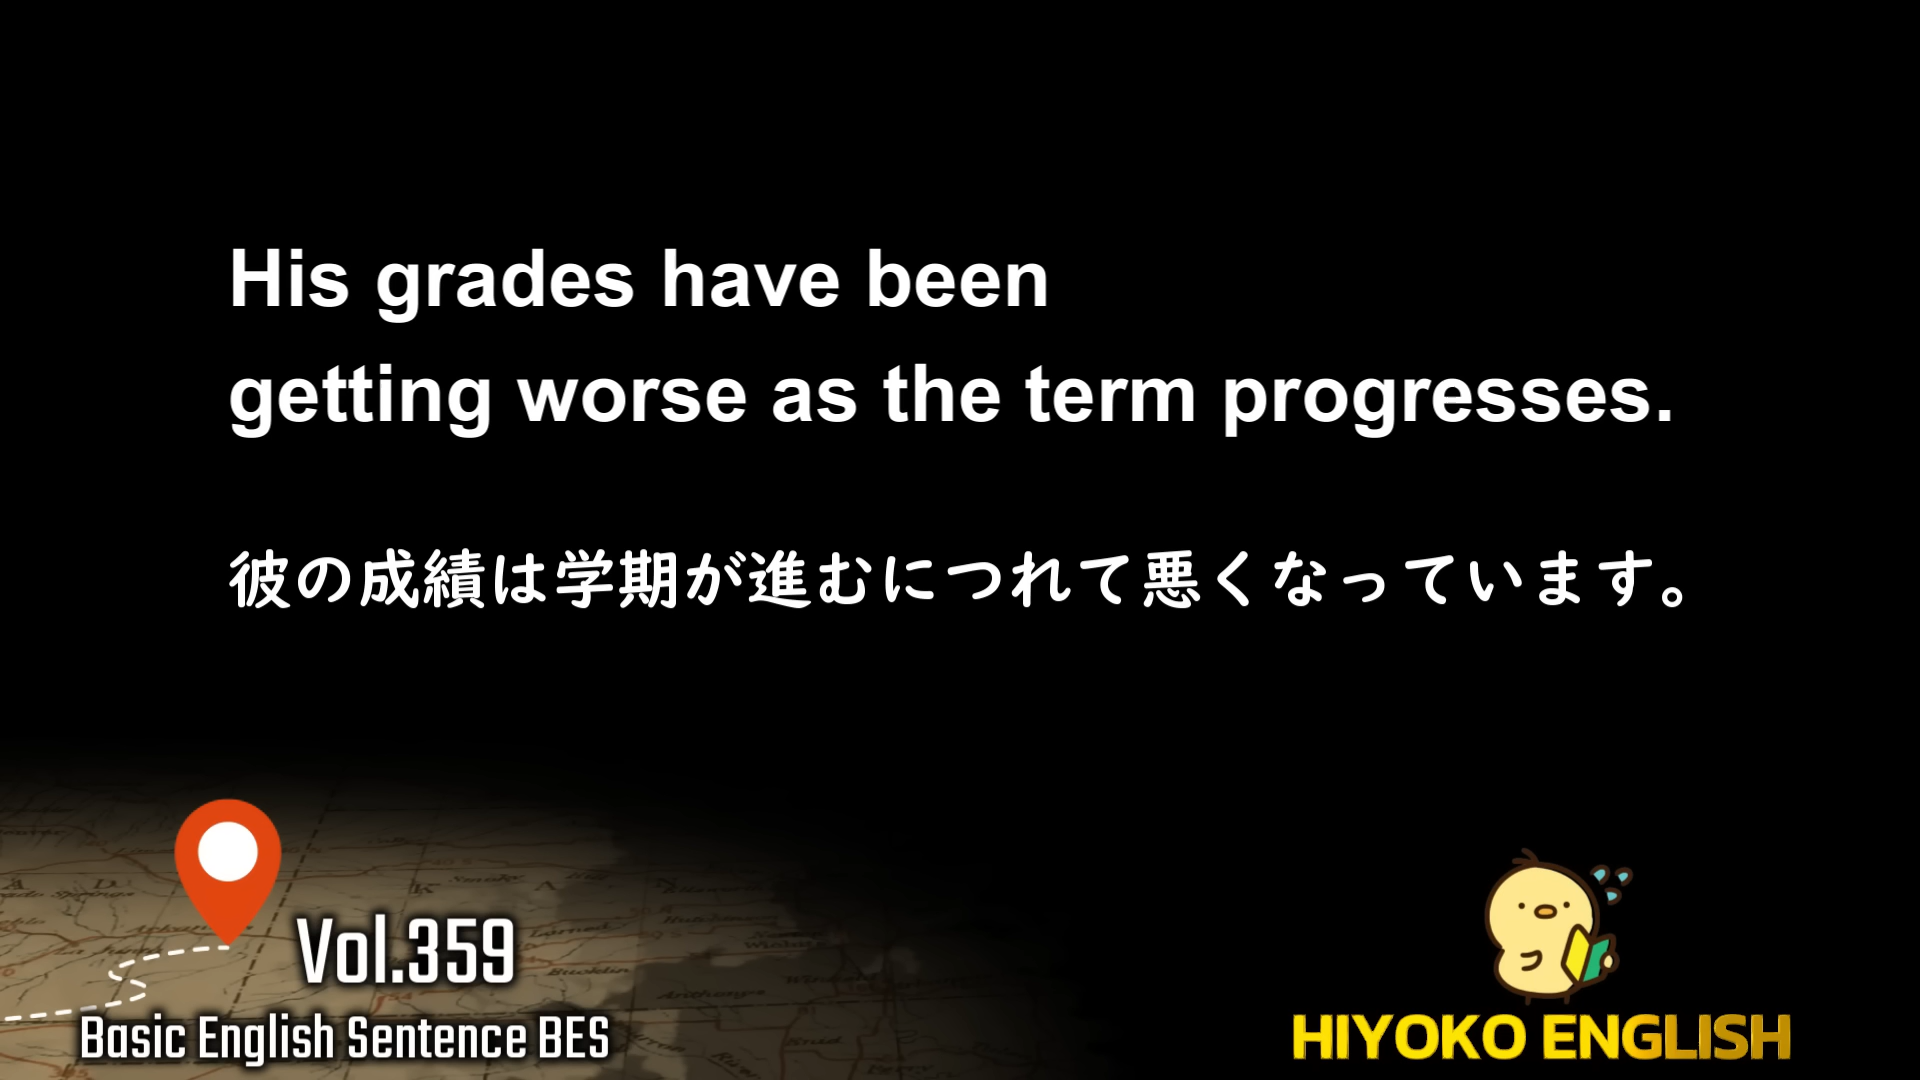 His grades have been
getting worse as the term progresses.
彼の成績は学期が進むにつれて悪くなっています。
Vol.359
Basic English Sentence BES
HIYOKO ENGLISH